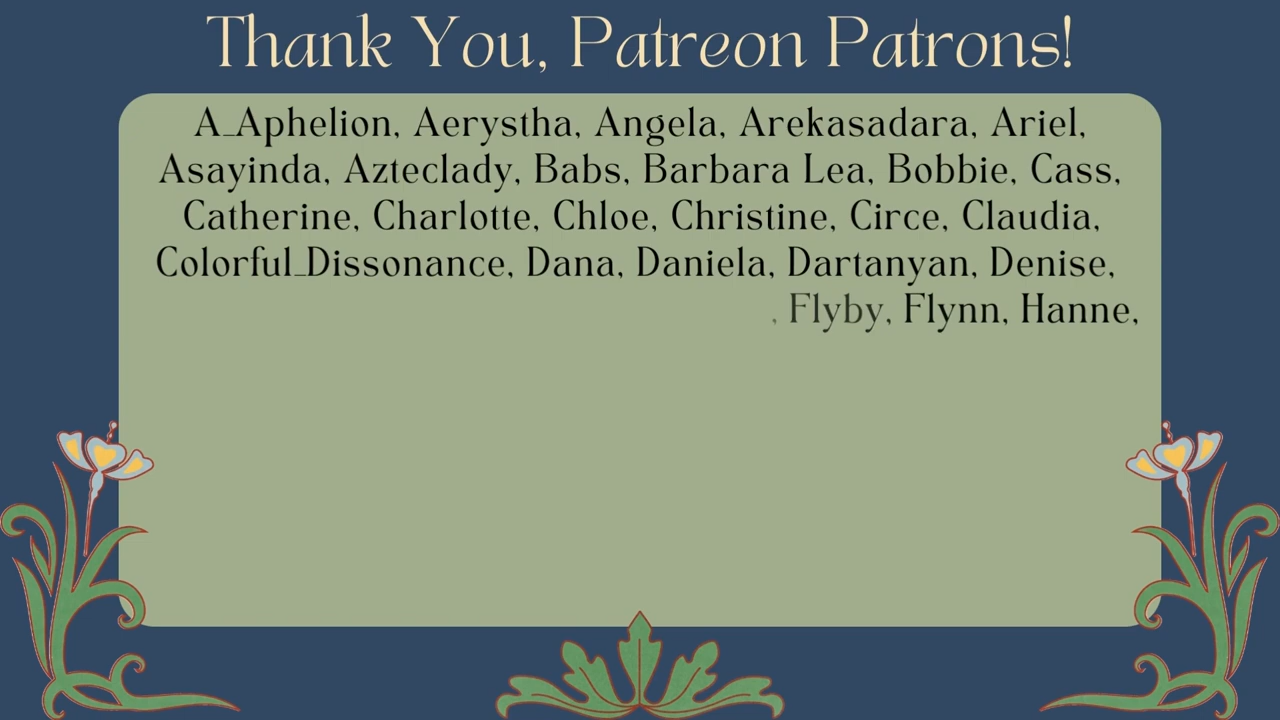 Thank You, Patreon Patrons!
A_Aphelion, Aerystha, Angela, Arekasadara, Ariel,
Asayinda, Azteclady, Babs, Barbara Lea, Bobbie, Cass,
Catherine, Charlotte, Chloe, Christine, Circe, Claudia,
Colorful_Dissonance, Dana, Daniela, Dartanyan, Denise,
, Flyby, Flynn, Hanne,